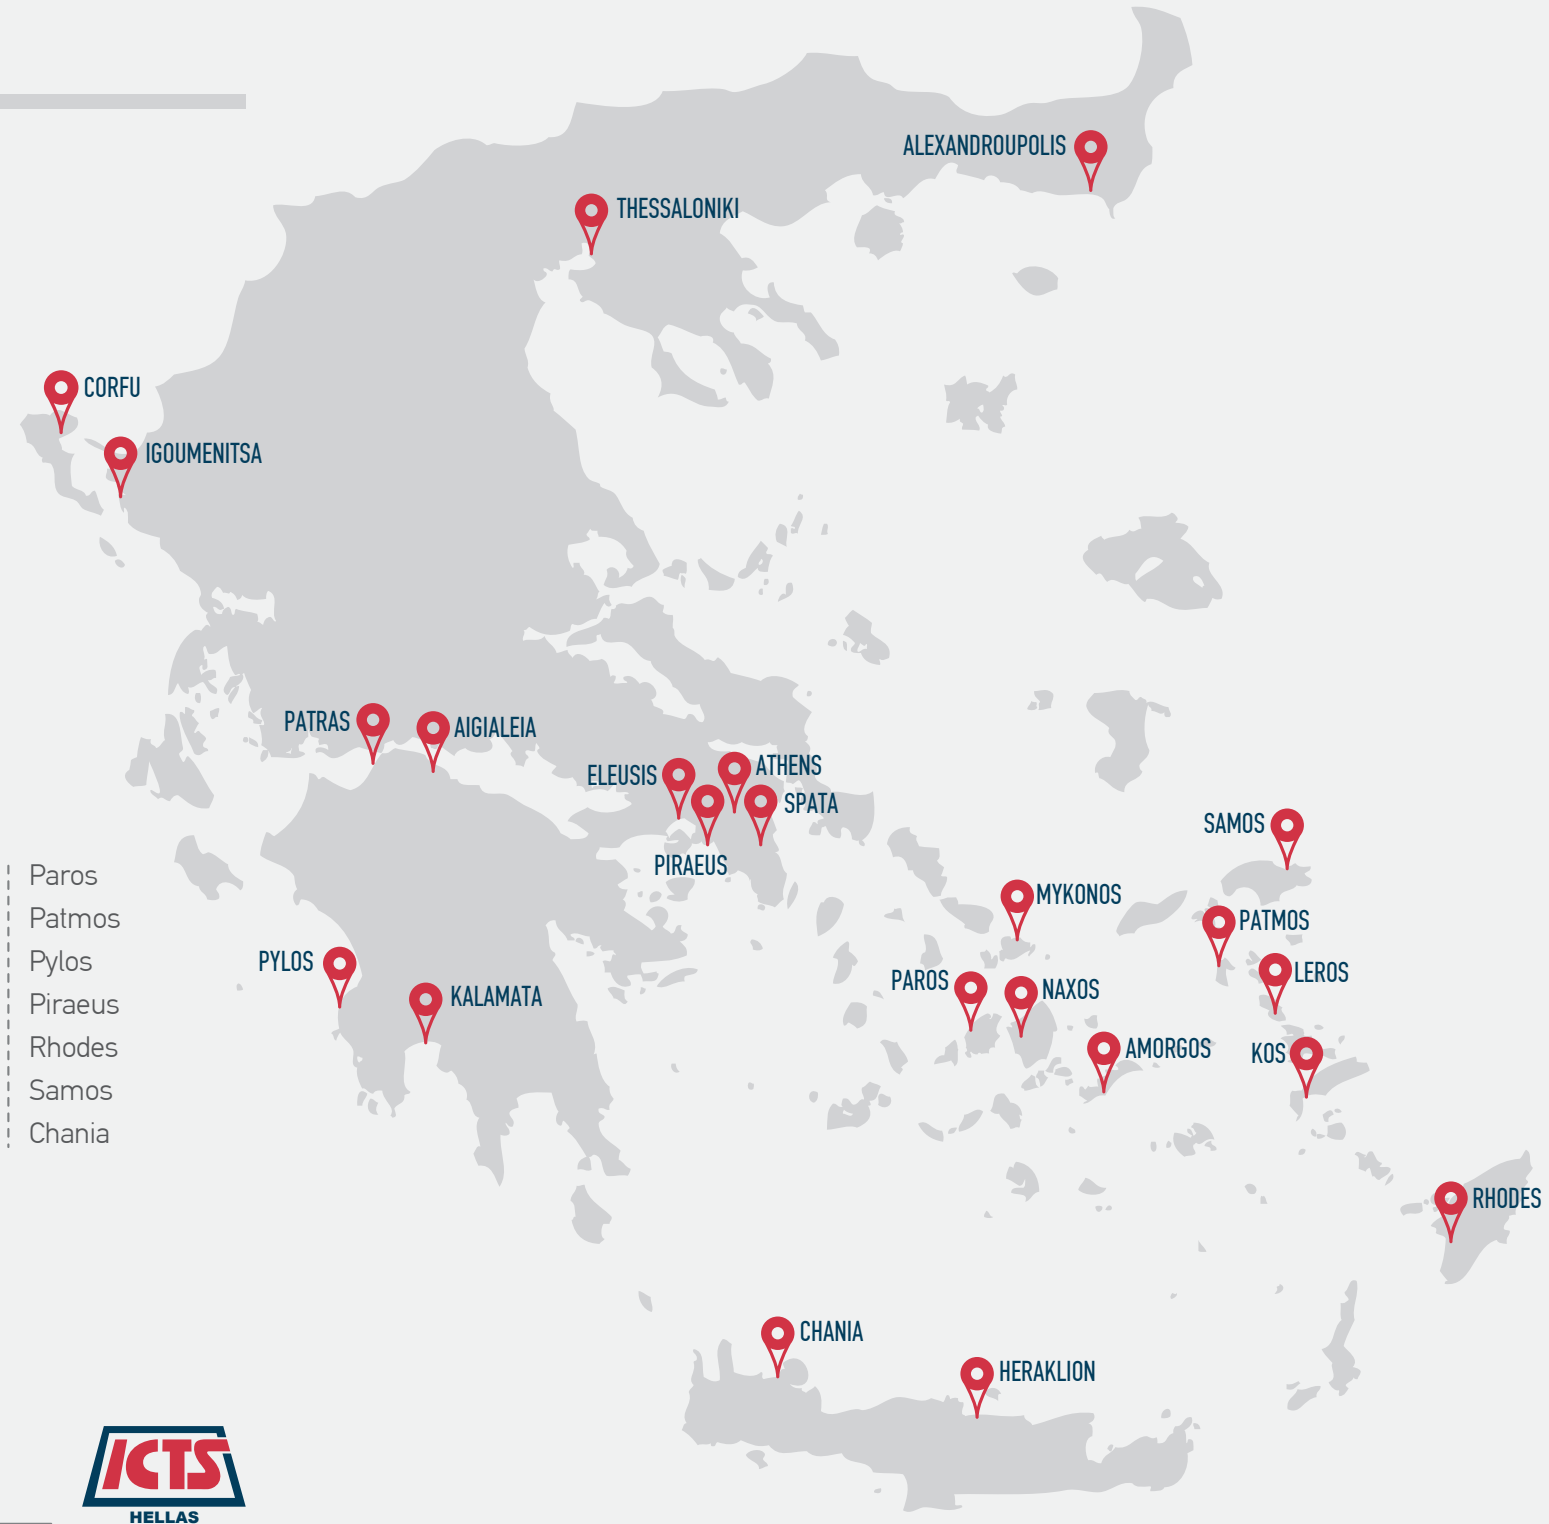 ALEXANDROUPOLIS
THESSALONIKI
CORFU
IGOUMENITSA
PATRAS
AIGIALEIA
ELEUSIS
ATHENS
SPATA
PIRAEUS
SAMOS
MYKONOS
PATMOS
PYLOS
KALAMATA
PAROS
NAXOS
LEROS
AMORGOS
KOS
RHODES
CHANIA
HERAKLION
Paros
Patmos
Pylos
Piraeus
Rhodes
Samos
Chania
ICTS
HELLAS